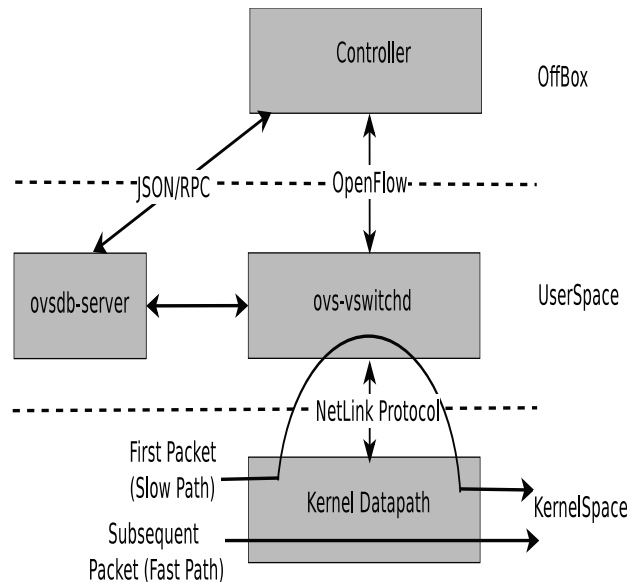 Controller
OffBox
JSON/RPC
OpenFlow
ovsdb-server
ovs-vswitchd
UserSpace
NetLink Protocol
First Packet
(Slow Path)
Kernel Datapath
KernelSpace
Subsequent
Packet (Fast Path)